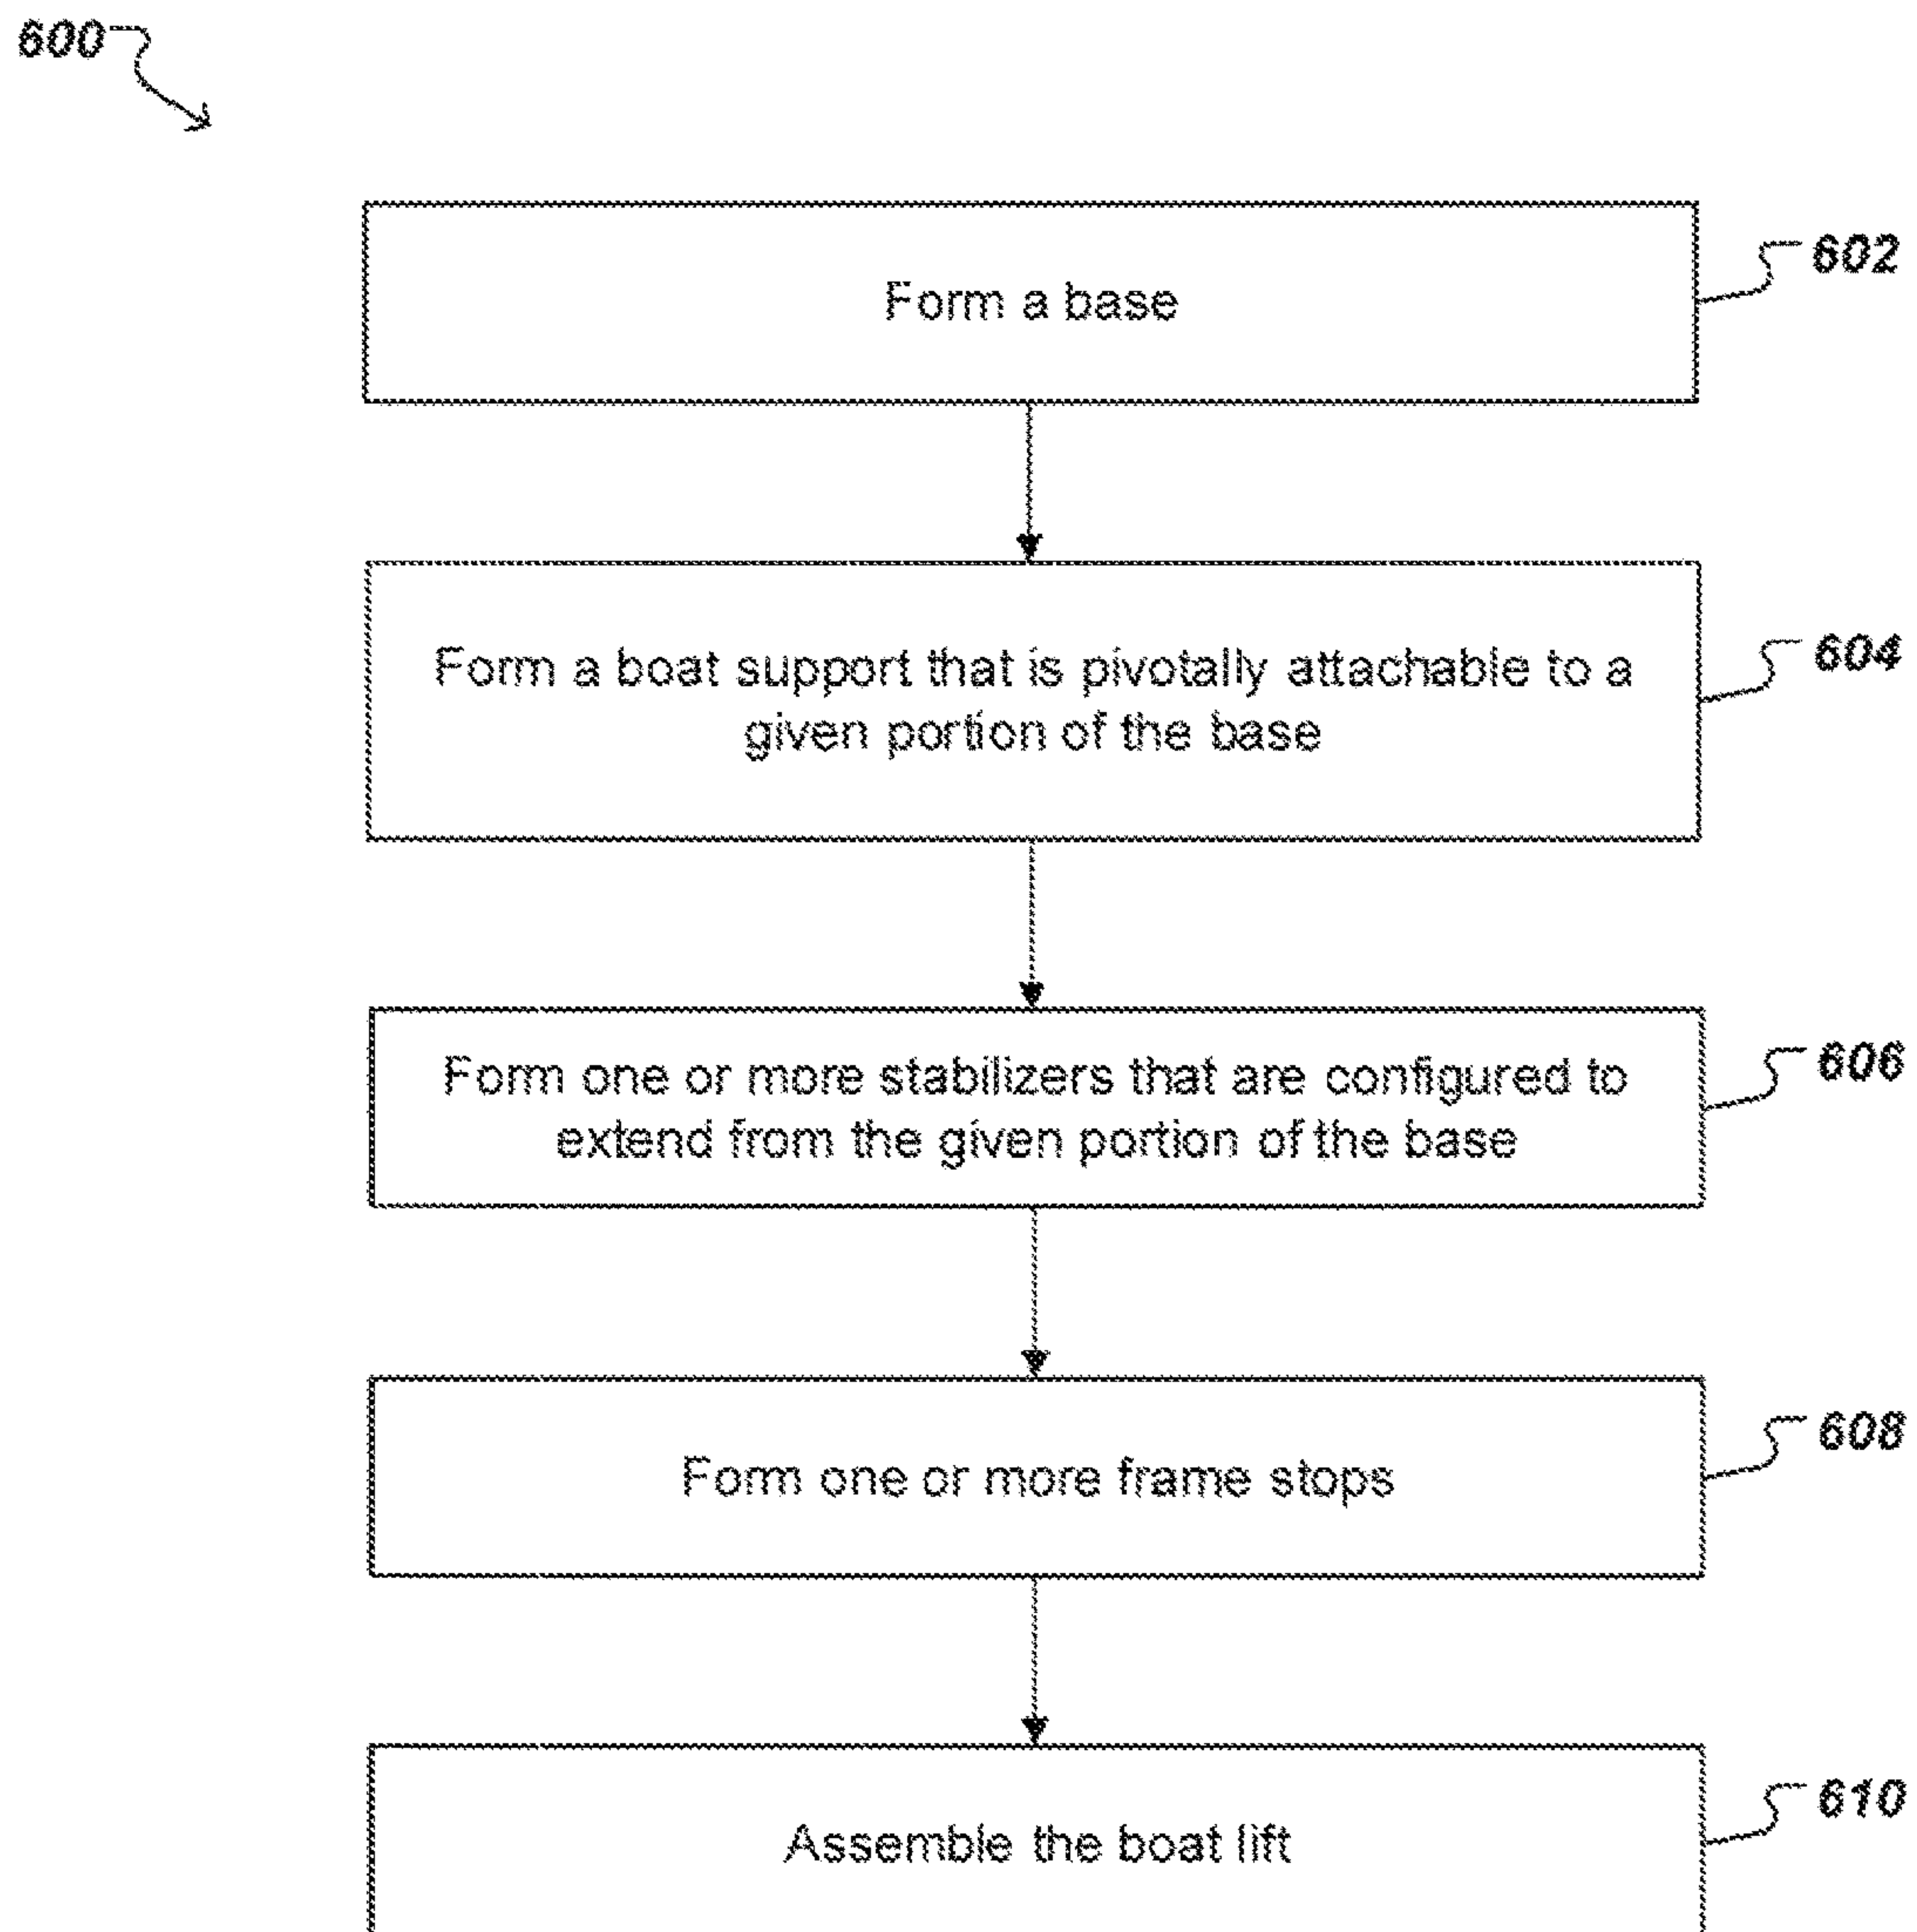 600
Form a base
602
Form a boat support that is pivotally attachable to a
given portion of the base
604
Form one or more stabilizers that are configured to
extend from the given portion of the base
606
Form one or more frame stops
608
Assemble the boat lift
610